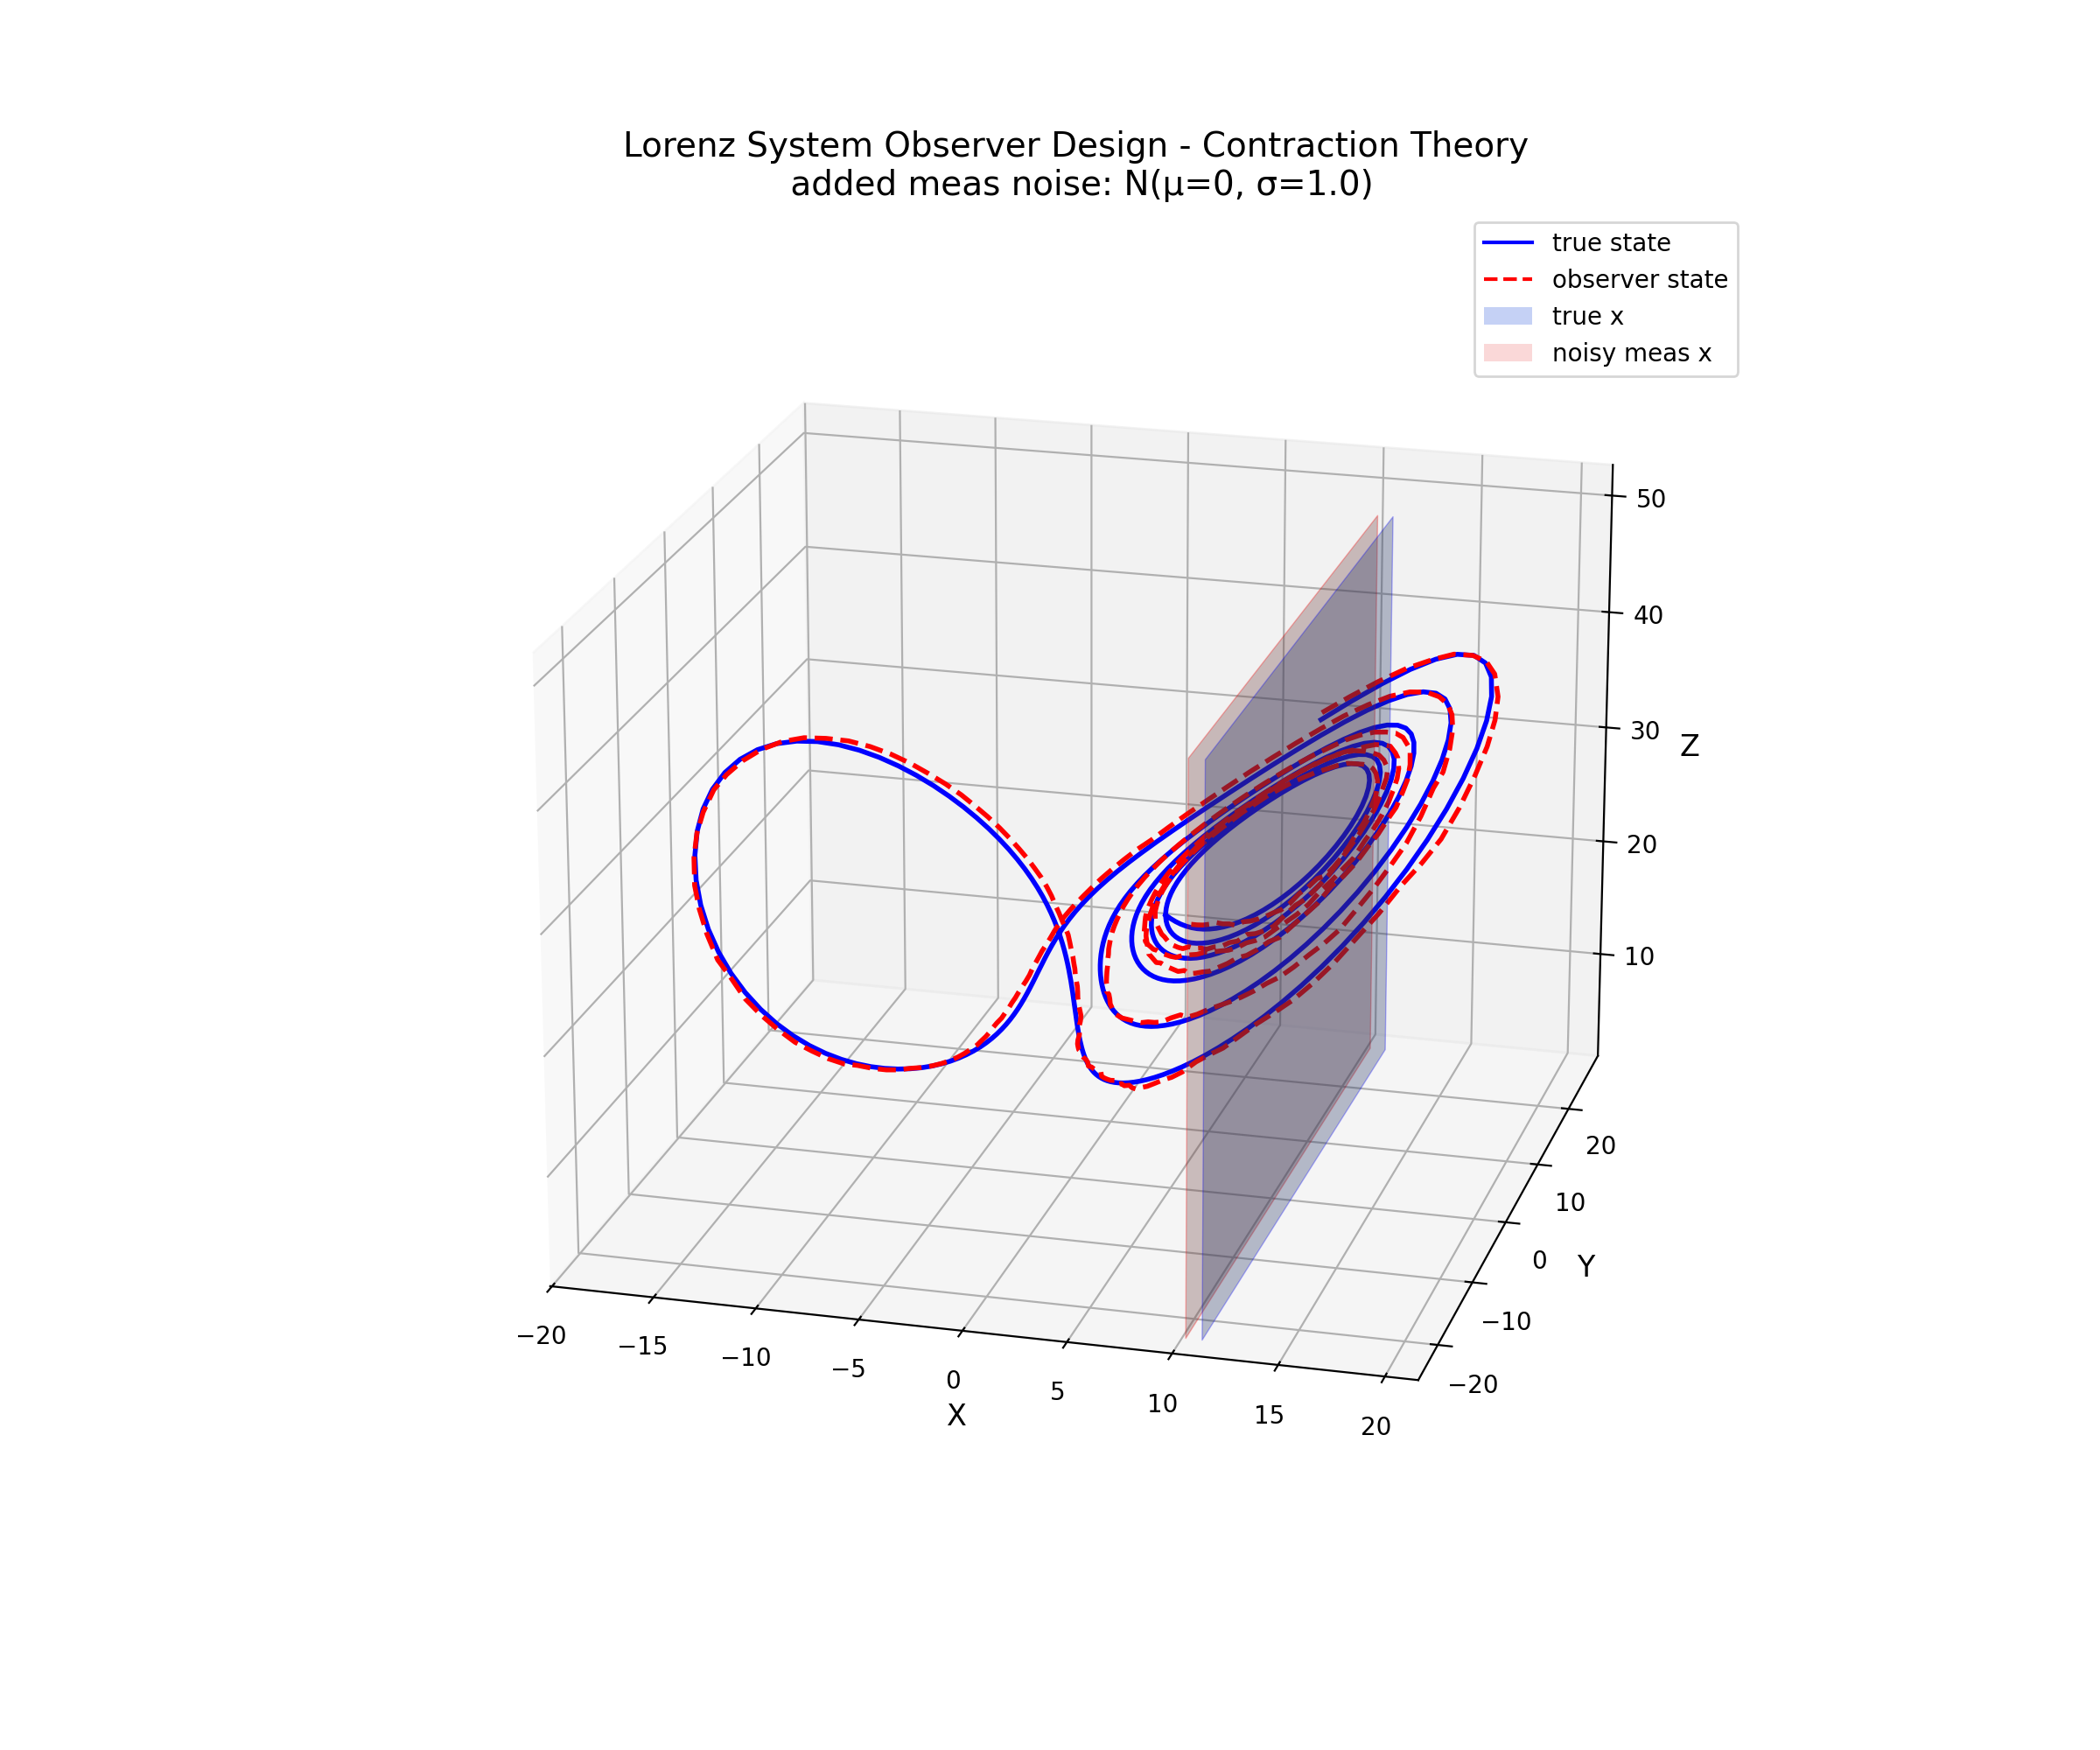 Lorenz System Observer Design - Contraction Theory
added meas noise: N(μ=0, σ=1.0)
true state
observer state
true x
noisy meas x
50
40
30
20
10
Z
20
10
0
−10
−20
Y
−20
−15
−10
−5
0
5
10
15
20
X